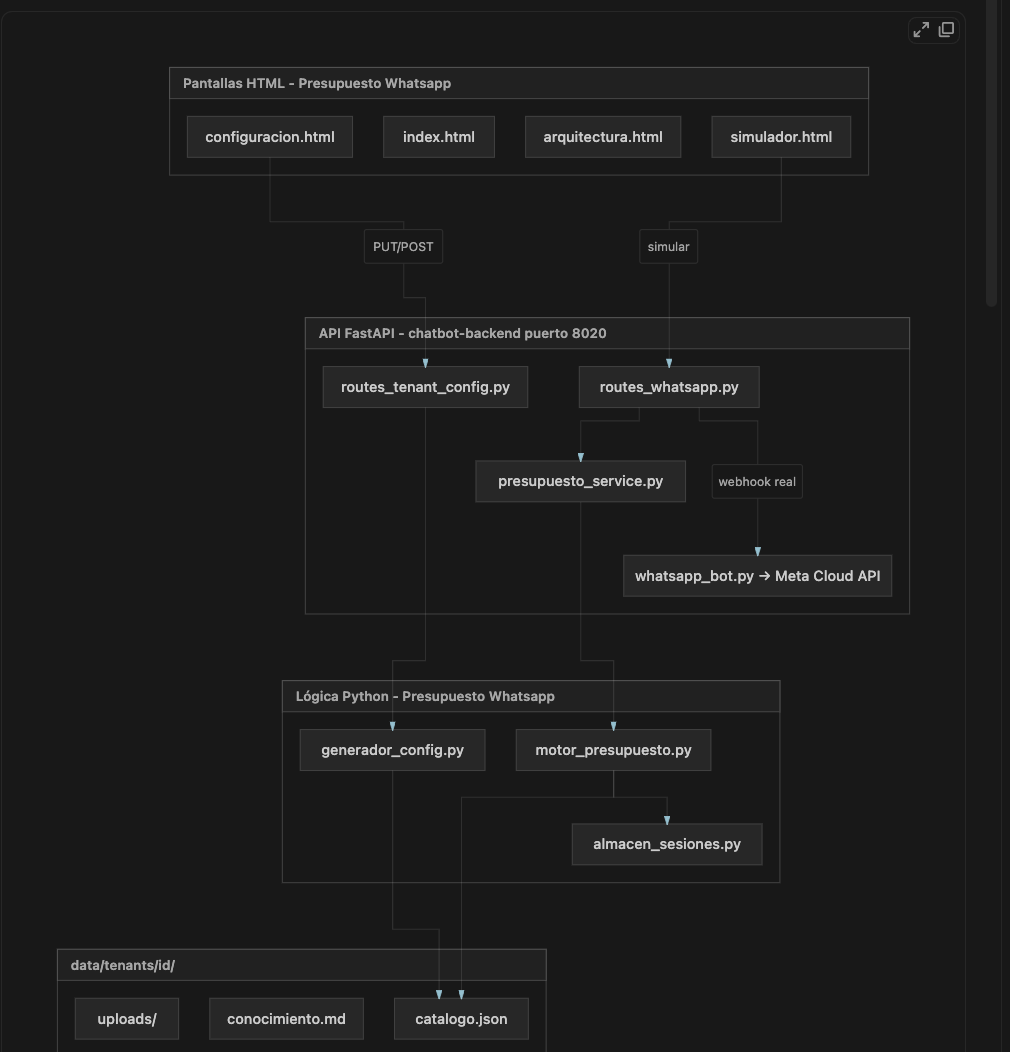 Pantallas HTML - Presupuesto Whatsapp
configuracion.html
index.html
arquitectura.html
simulador.html
PUT/POST
simular
API FastAPI - chatbot-backend puerto 8020
routes_tenant_config.py
routes_whatsapp.py
presupuesto_service.py
webhook real
whatsapp_bot.py → Meta Cloud API
Lógica Python - Presupuesto Whatsapp
generador_config.py
motor_presupuesto.py
almacen_sesiones.py
data/tenants/id/
uploads/
conocimiento.md
catalogo.json